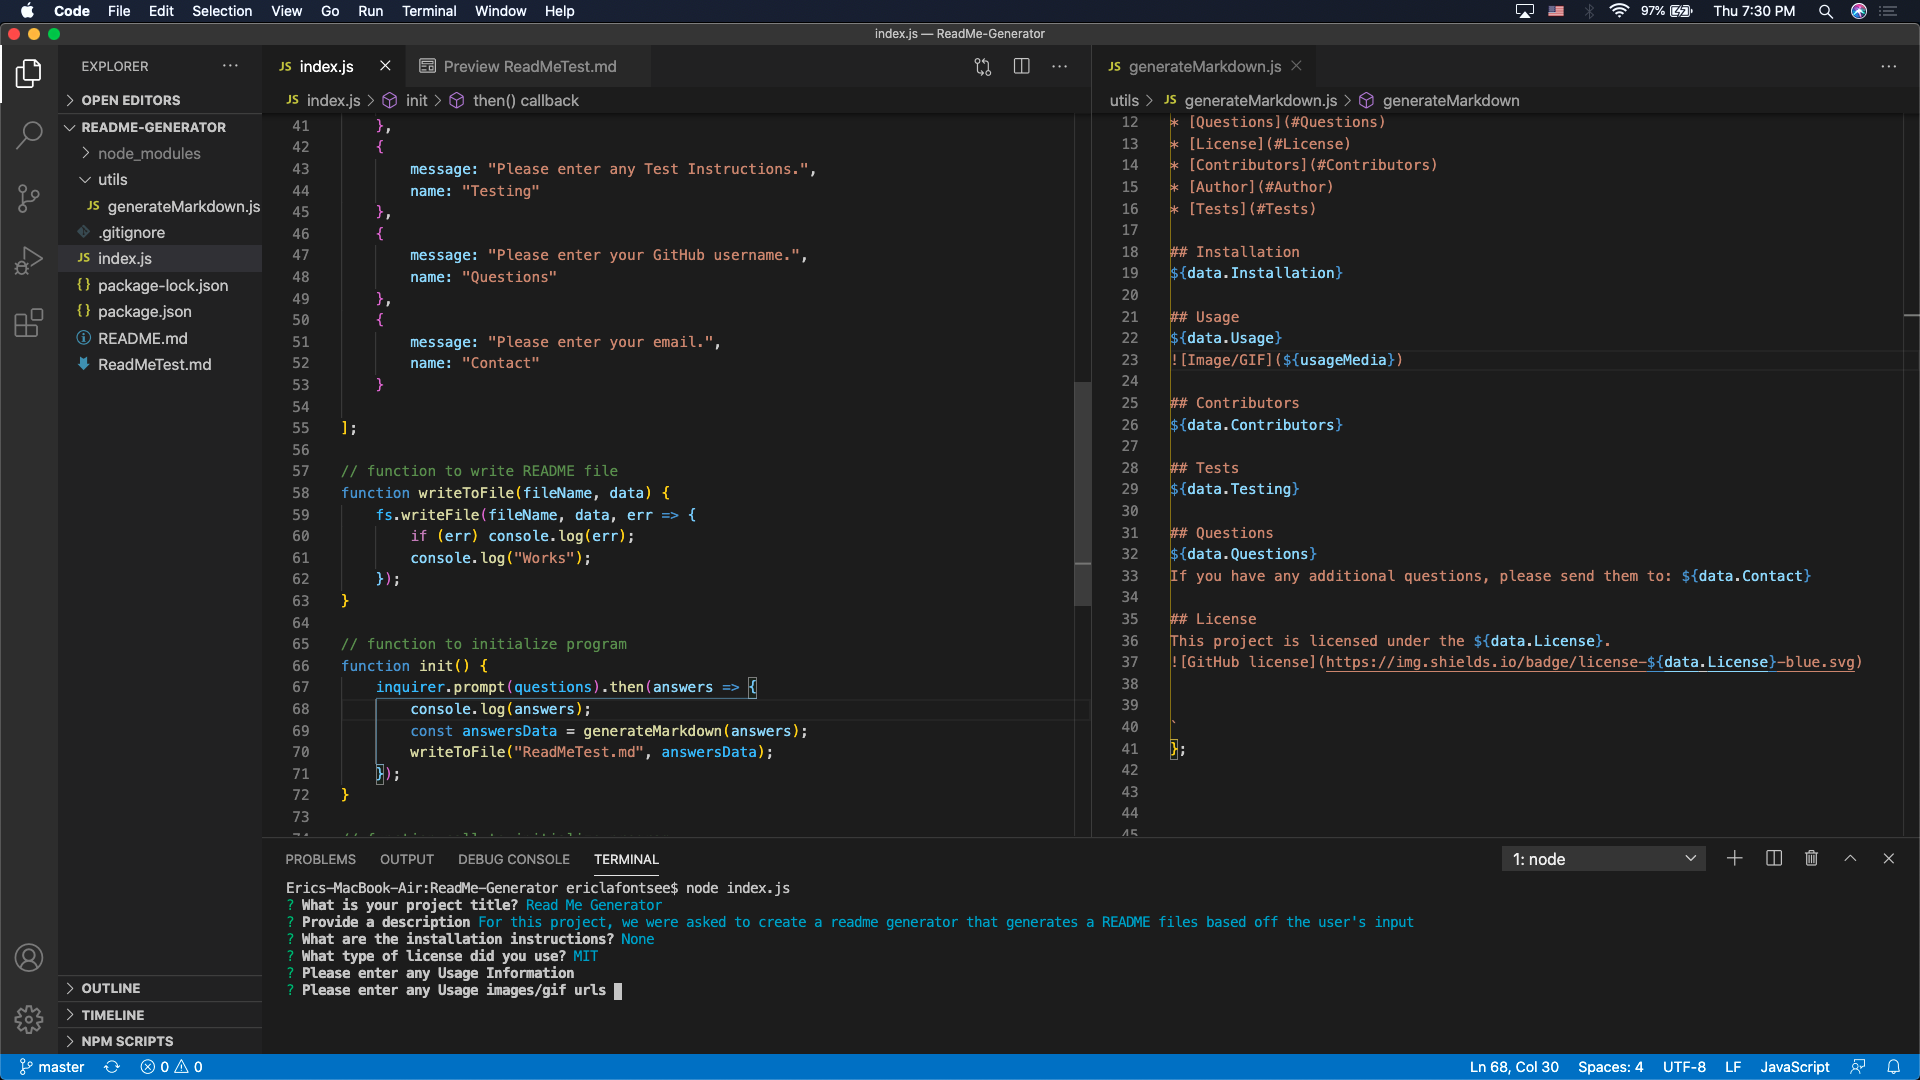 Code File Edit Selection View Go Run Terminal Window Help
97% Thu 7:30 PM
index.js — ReadMe-Generator
EXPLORER
OPEN EDITORS
README-GENERATOR
node_modules
utils
JS generateMarkdown.js
.gitignore
JS index.js
{} package-lock.json
{} package.json
README.md
ReadMeTest.md
OUTLINE
TIMELINE
NPM SCRIPTS
JS index.js
Preview ReadMeTest.md
JS index.js > init > then() callback
41 },
42 {
43 message: "Please enter any Test Instructions.",
44 name: "Testing"
45 },
46 {
47 message: "Please enter your GitHub username.",
48 name: "Questions"
49 },
50 {
51 message: "Please enter your email.",
52 name: "Contact"
53 }
54
55 ];
56
57 // function to write README file
58 function writeToFile(fileName, data) {
59 fs.writeFile(fileName, data, err => {
60 if (err) console.log(err);
61 console.log("Works");
62 });
63 }
64
65 // function to initialize program
66 function init() {
67 inquirer.prompt(questions).then(answers => {
68 console.log(answers);
69 const answersData = generateMarkdown(answers);
70 writeToFile("ReadMeTest.md", answersData);
71 });
72 }
73
JS generateMarkdown.js
utils > JS generateMarkdown.js > generateMarkdown
12 * [Questions](#Questions)
13 * [License](#License)
14 * [Contributors](#Contributors)
15 * [Author](#Author)
16 * [Tests](#Tests)
17
18 ## Installation
19 ${data.Installation}
20
21 ## Usage
22 ${data.Usage}
23 ![Image/GIF](${usageMedia})
24
25 ## Contributors
26 ${data.Contributors}
27
28 ## Tests
29 ${data.Testing}
30
31 ## Questions
32 ${data.Questions}
33 If you have any additional questions, please send them to: ${data.Contact}
34
35 ## License
36 This project is licensed under the ${data.License}.
37 ![GitHub license](https://img.shields.io/badge/license-${data.License}-blue.svg)
38
39
40 `
41 };
42
43
44
45
PROBLEMS OUTPUT DEBUG CONSOLE TERMINAL
1: node
Erics-MacBook-Air:ReadMe-Generator ericlafontsee$ node index.js
? What is your project title? Read Me Generator
? Provide a description For this project, we were asked to create a readme generator that generates a README files based off the user's input
? What are the installation instructions? None
? What type of license did you use? MIT
? Please enter any Usage Information
? Please enter any Usage images/gif urls
master 0 0
Ln 68, Col 30 Spaces: 4 UTF-8 LF JavaScript